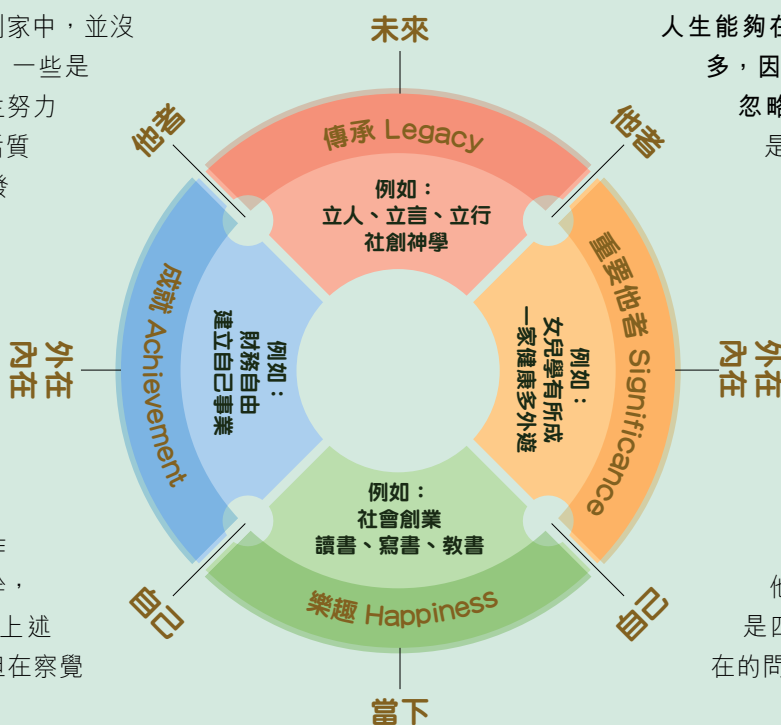 到家中，並沒
一些是
努力
質
人生能夠在
多，因
忽略
是
未來
他者
他者
傳承 Legacy
例如：
立人、立言、立行
社創神學
成就 Achievement
例如：
財務自由
建立自己事業
重要他者 Significance
例如：
女兒學有所成
一家健康多外遊
外在
內在
外在
內在
例如：
社會創業
讀書、寫書、教書
樂趣 Happiness
自己
自己
當下
上述
在察覺
是四
在的問